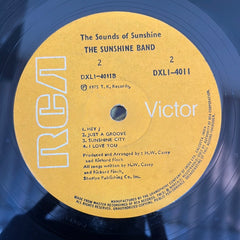 The Sounds of Sunshine
THE SUNSHINE BAND
2 2
DXL1-4011B DXL1-4011
℗ 1975 T. K. Records,
RCA
Victor
1. HEY J
2. JUST A GROOVE
3. SUNSHINE CITY
4. I LOVE YOU
Produced and Arranged by : H.W. Casey
and Richard Finch
All songs written by : H.W. Casey and
Richard Finch,
Publishing Co. Inc.